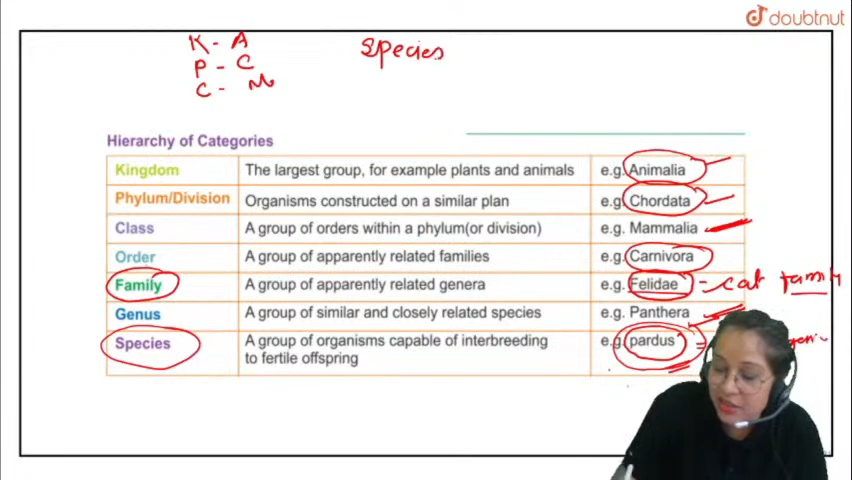 doubtnut
K - A
P - C
C - M
Species
Hierarchy of Categories
Kingdom The largest group, for example plants and animals e.g. Animalia
Phylum/Division Organisms constructed on a similar plan e.g. Chordata
Class A group of orders within a phylum(or division) e.g. Mammalia
Order A group of apparently related families e.g. Carnivora
Family A group of apparently related genera e.g. Felidae - cat family
Genus A group of similar and closely related species e.g. Panthera
Species A group of organisms capable of interbreeding e.g. pardus =
to fertile offspring